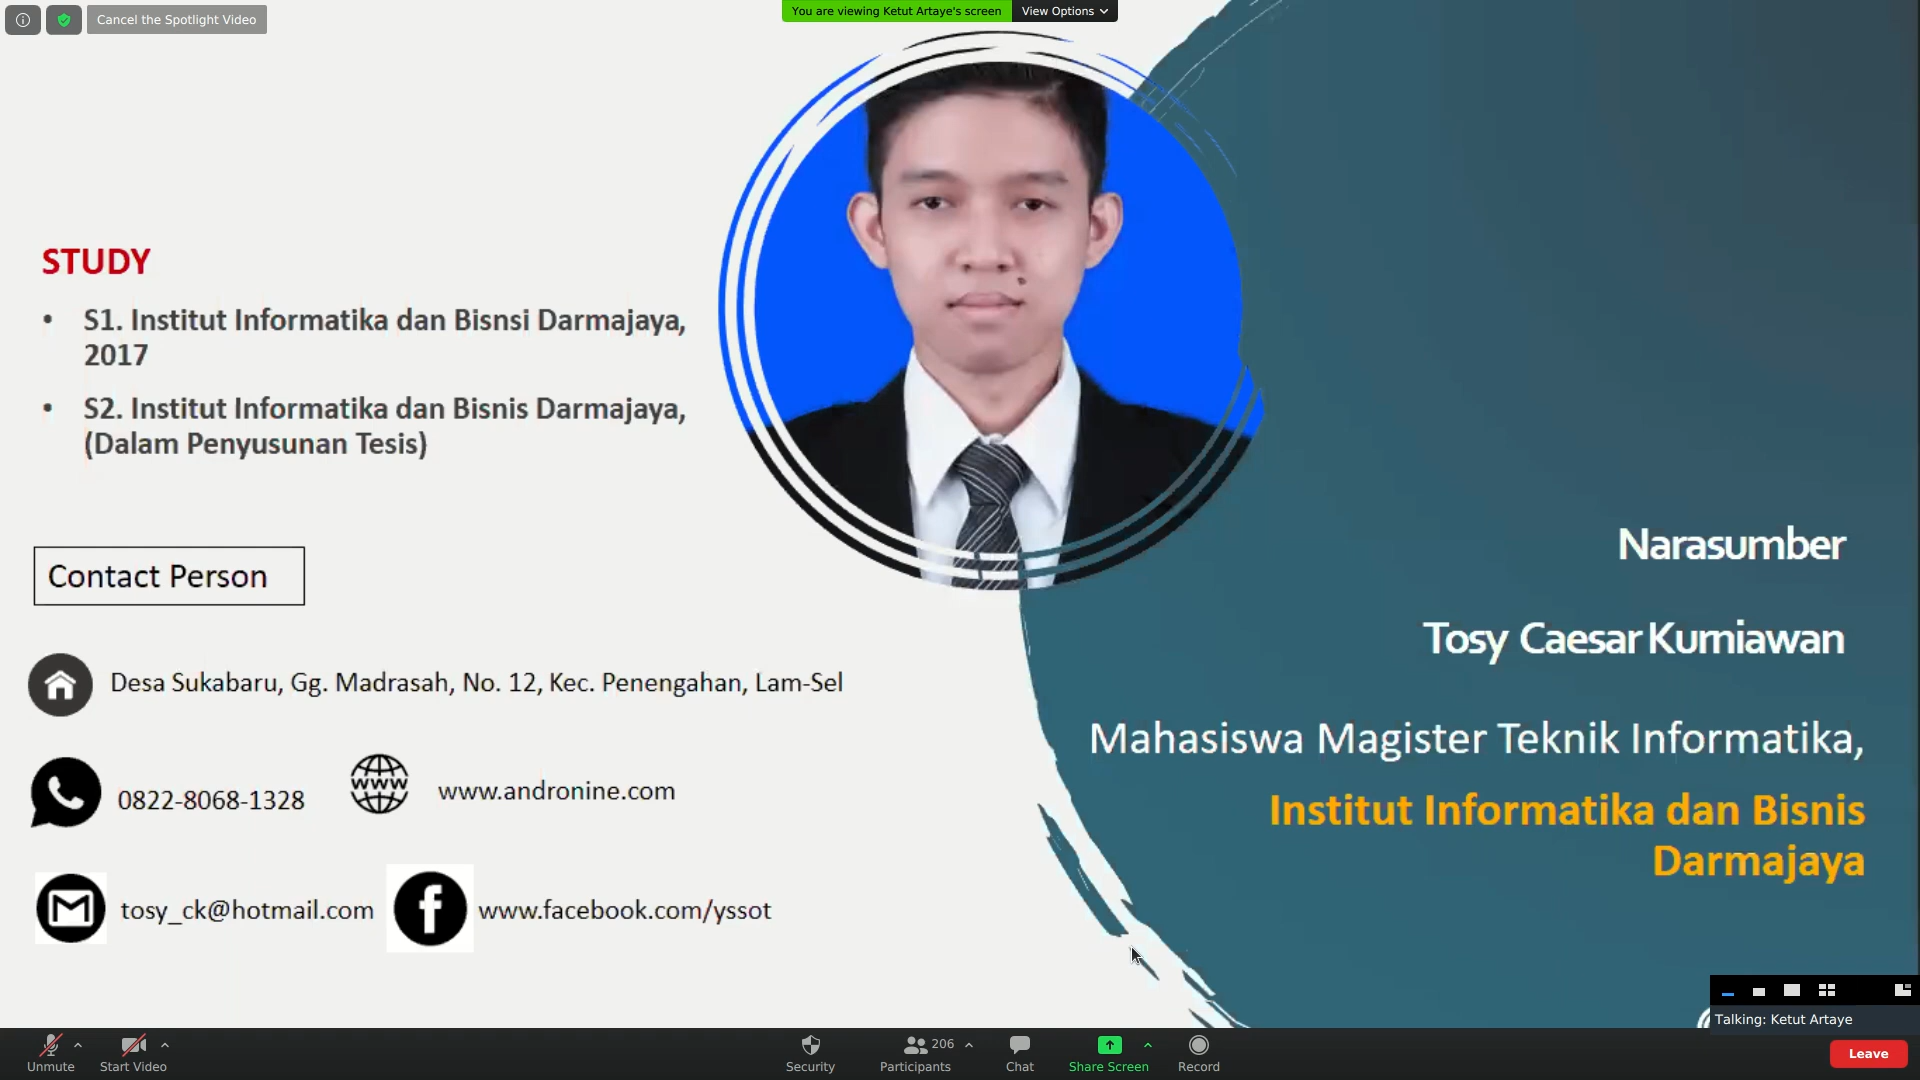 Cancel the Spotlight Video
You are viewing Ketut Artaye's screen
View Options
STUDY
• S1. Institut Informatika dan Bisnsi Darmajaya,
2017
• S2. Institut Informatika dan Bisnis Darmajaya,
(Dalam Penyusunan Tesis)
Contact Person
Desa Sukabaru, Gg. Madrasah, No. 12, Kec. Penengahan, Lam-Sel
0822-8068-1328
www
www.andronine.com
tosy_ck@hotmail.com
www.facebook.com/yssot
Narasumber
Tosy Caesar Kurniawan
Mahasiswa Magister Teknik Informatika,
Institut Informatika dan Bisnis
Darmajaya
Talking: Ketut Artaye
Unmute
Start Video
Security
206
Participants
Chat
Share Screen
Record
Leave